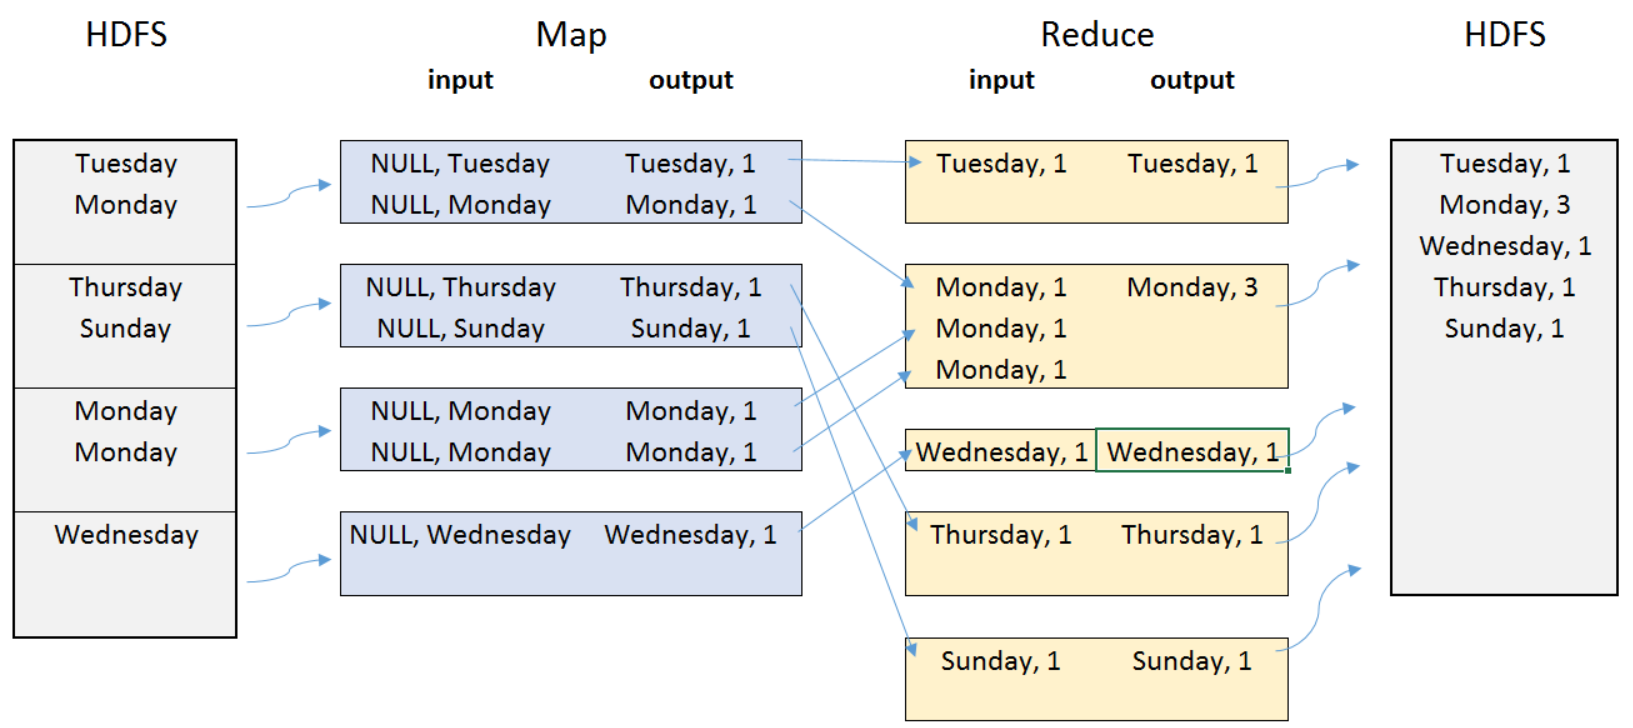 HDFS Map Reduce HDFS
input output input output
Tuesday NULL, Tuesday Tuesday, 1 Tuesday, 1 Tuesday, 1 Tuesday, 1
Monday NULL, Monday Monday, 1 Monday, 3
Wednesday, 1
Thursday NULL, Thursday Thursday, 1 Monday, 1 Monday, 3 Thursday, 1
Sunday NULL, Sunday Sunday, 1 Monday, 1 Sunday, 1
Monday, 1
Monday NULL, Monday Monday, 1
Monday NULL, Monday Monday, 1 Wednesday, 1 Wednesday, 1
Wednesday NULL, Wednesday Wednesday, 1 Thursday, 1 Thursday, 1
Sunday, 1 Sunday, 1